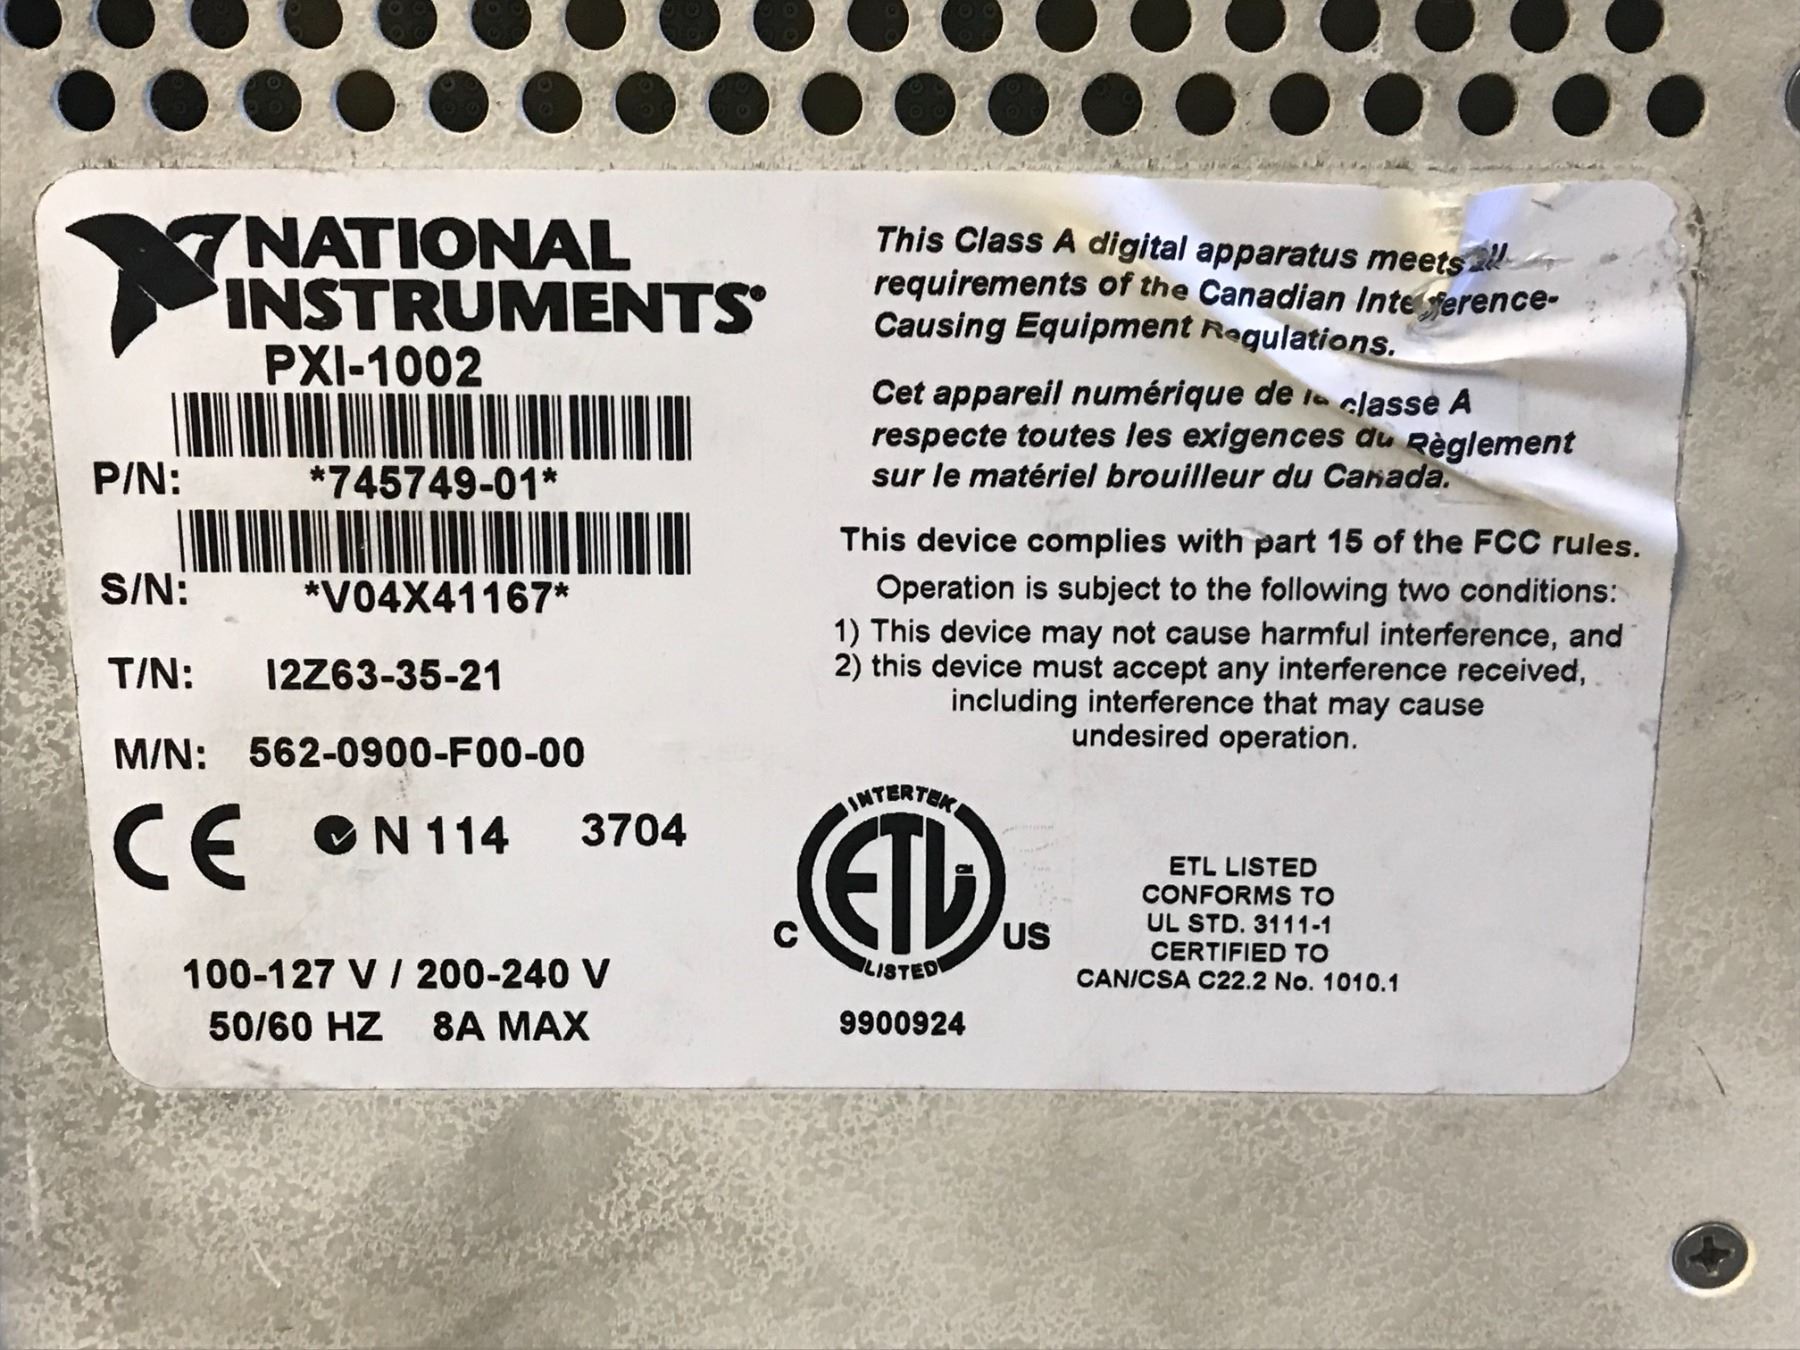 NATIONAL
INSTRUMENTS®
PXI-1002
P/N: *745749-01*
S/N: *V04X41167*
T/N: I2Z63-35-21
M/N: 562-0900-F00-00
CE N 114 3704
100-127 V / 200-240 V
50/60 HZ 8A MAX
This Class A digital apparatus meets all
requirements of the Canadian Interference-
Causing Equipment Regulations.
Cet appareil numérique de la classe A
respecte toutes les exigences du Règlement
sur le matériel brouilleur du Canada.
This device complies with part 15 of the FCC rules.
Operation is subject to the following two conditions:
1) This device may not cause harmful interference, and
2) this device must accept any interference received,
including interference that may cause
undesired operation.
INTERTEK
ETL
C US
LISTED
9900924
ETL LISTED
CONFORMS TO
UL STD. 3111-1
CERTIFIED TO
CAN/CSA C22.2 No. 1010.1